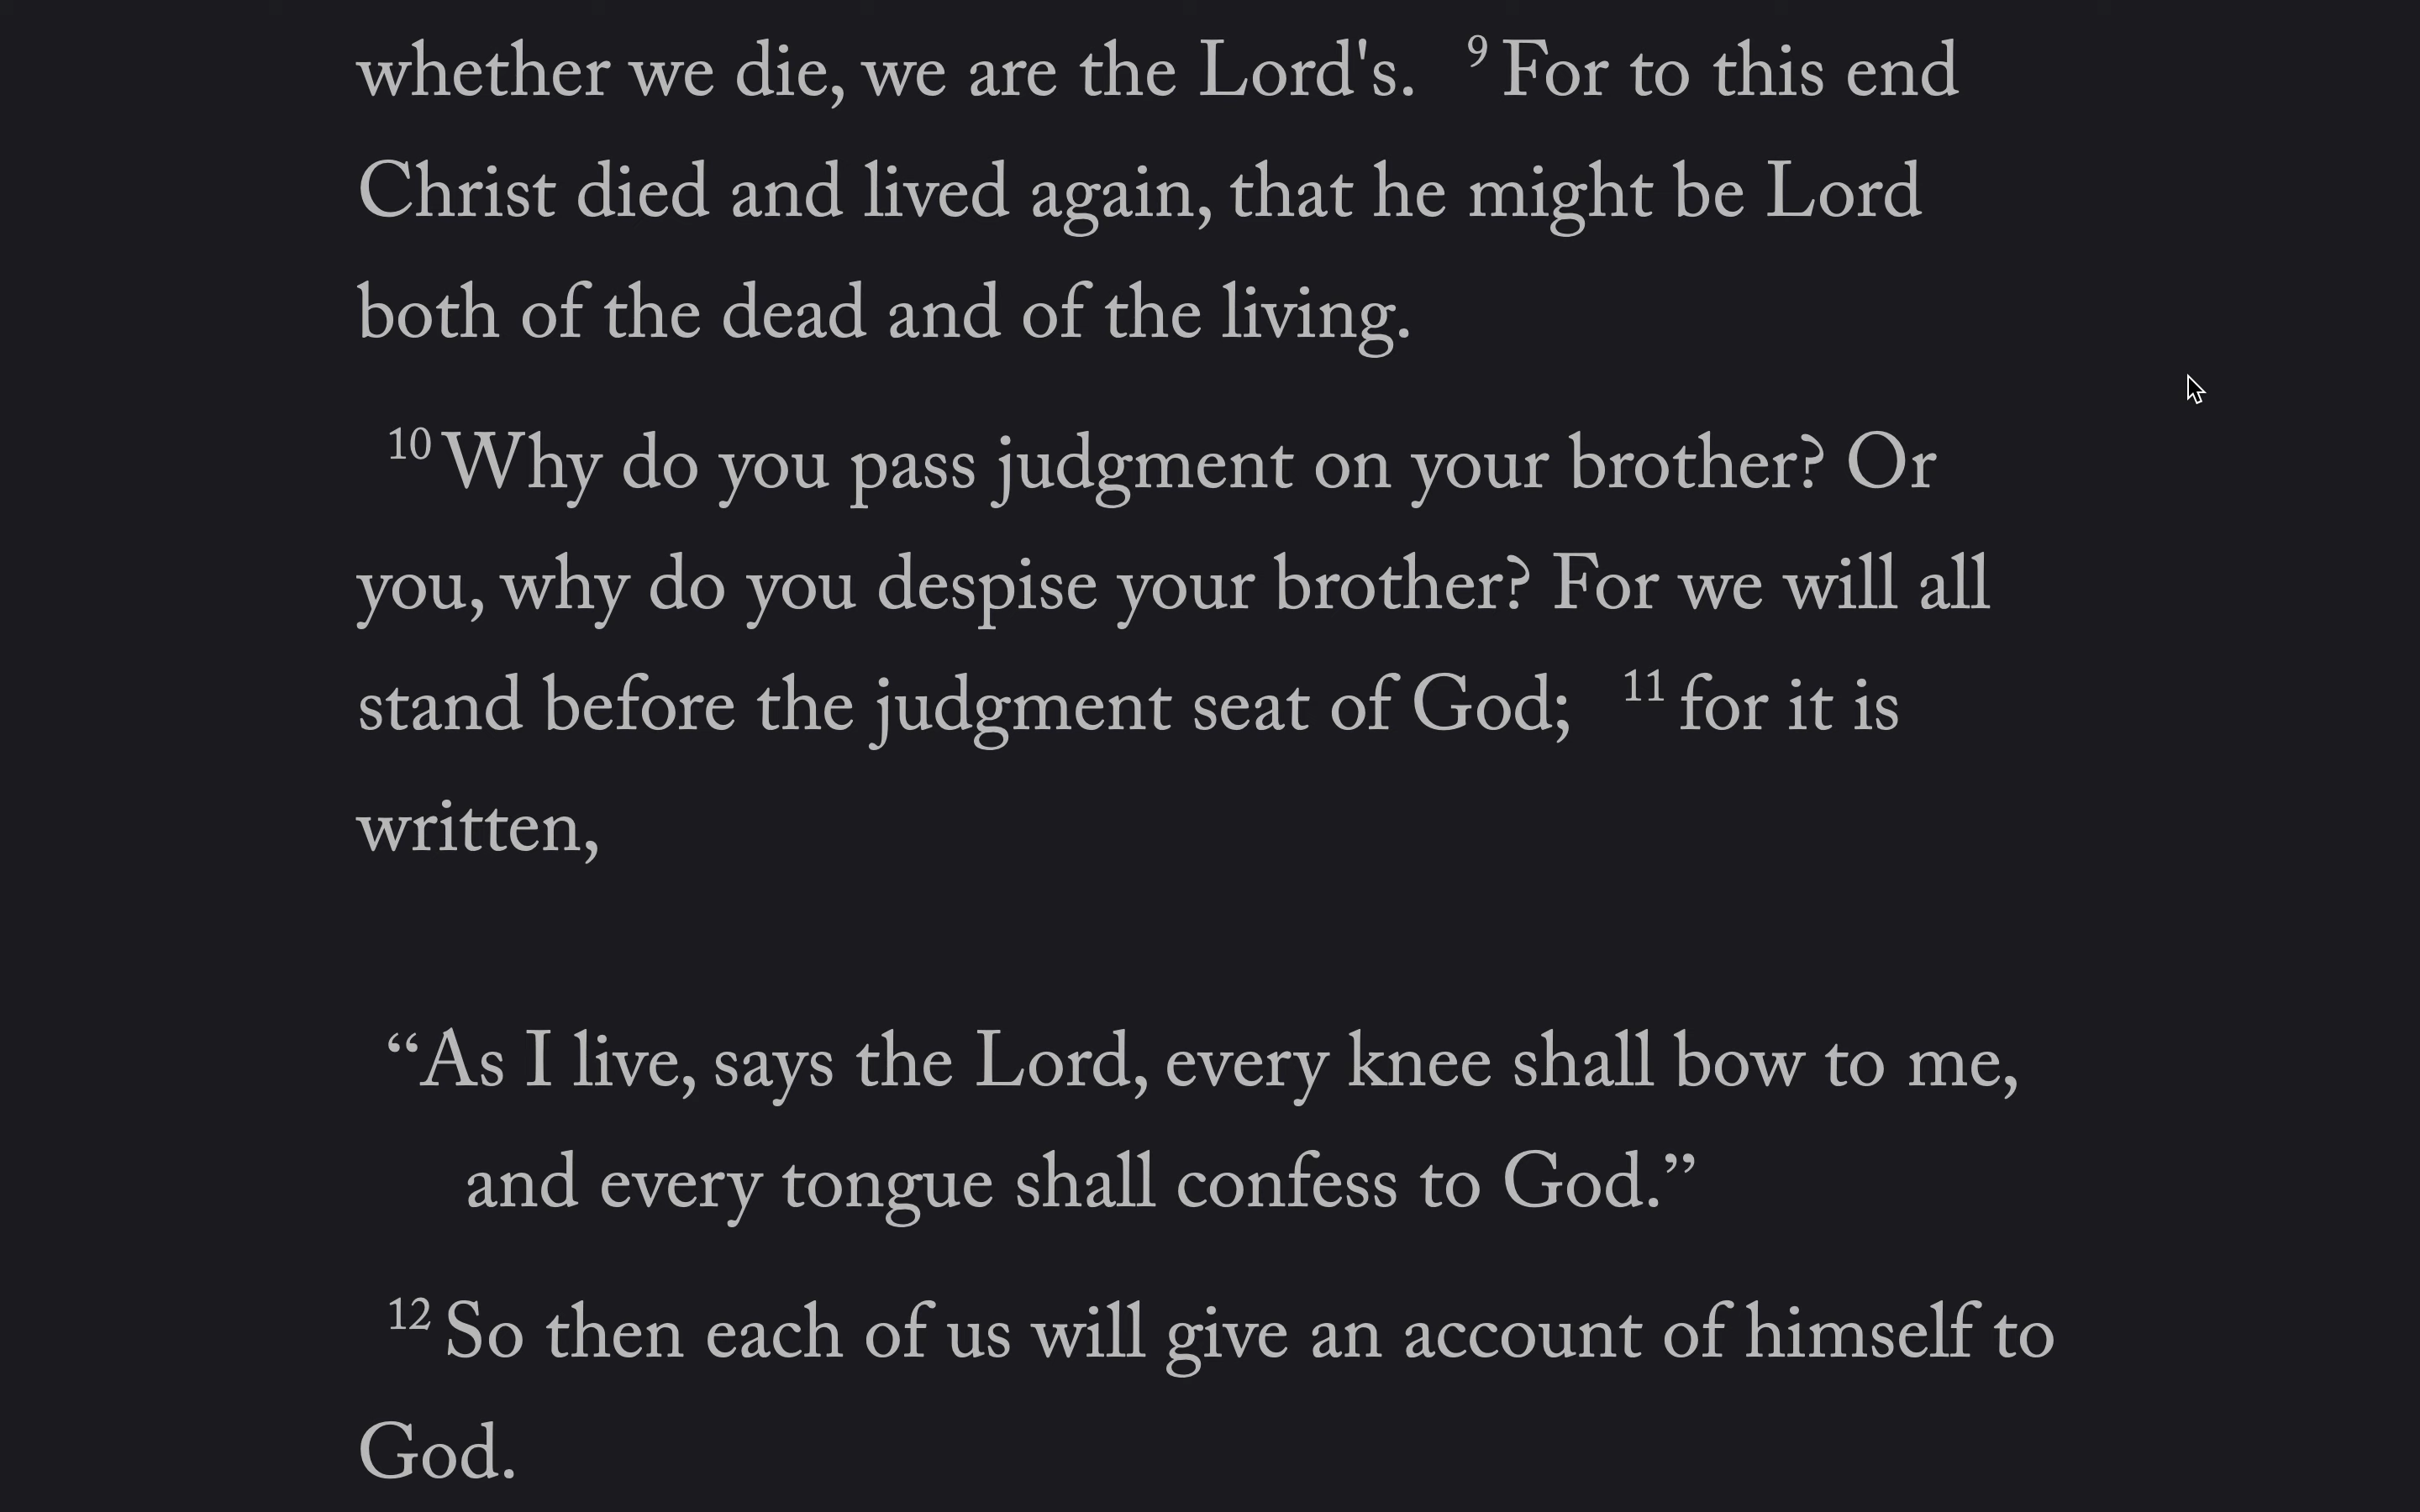 whether we die, we are the Lord's. 9 For to this end
Christ died and lived again, that he might be Lord
both of the dead and of the living.
10 Why do you pass judgment on your brother? Or
you, why do you despise your brother? For we will all
stand before the judgment seat of God; 11 for it is
written,
“As I live, says the Lord, every knee shall bow to me,
and every tongue shall confess to God.”
12 So then each of us will give an account of himself to
God.